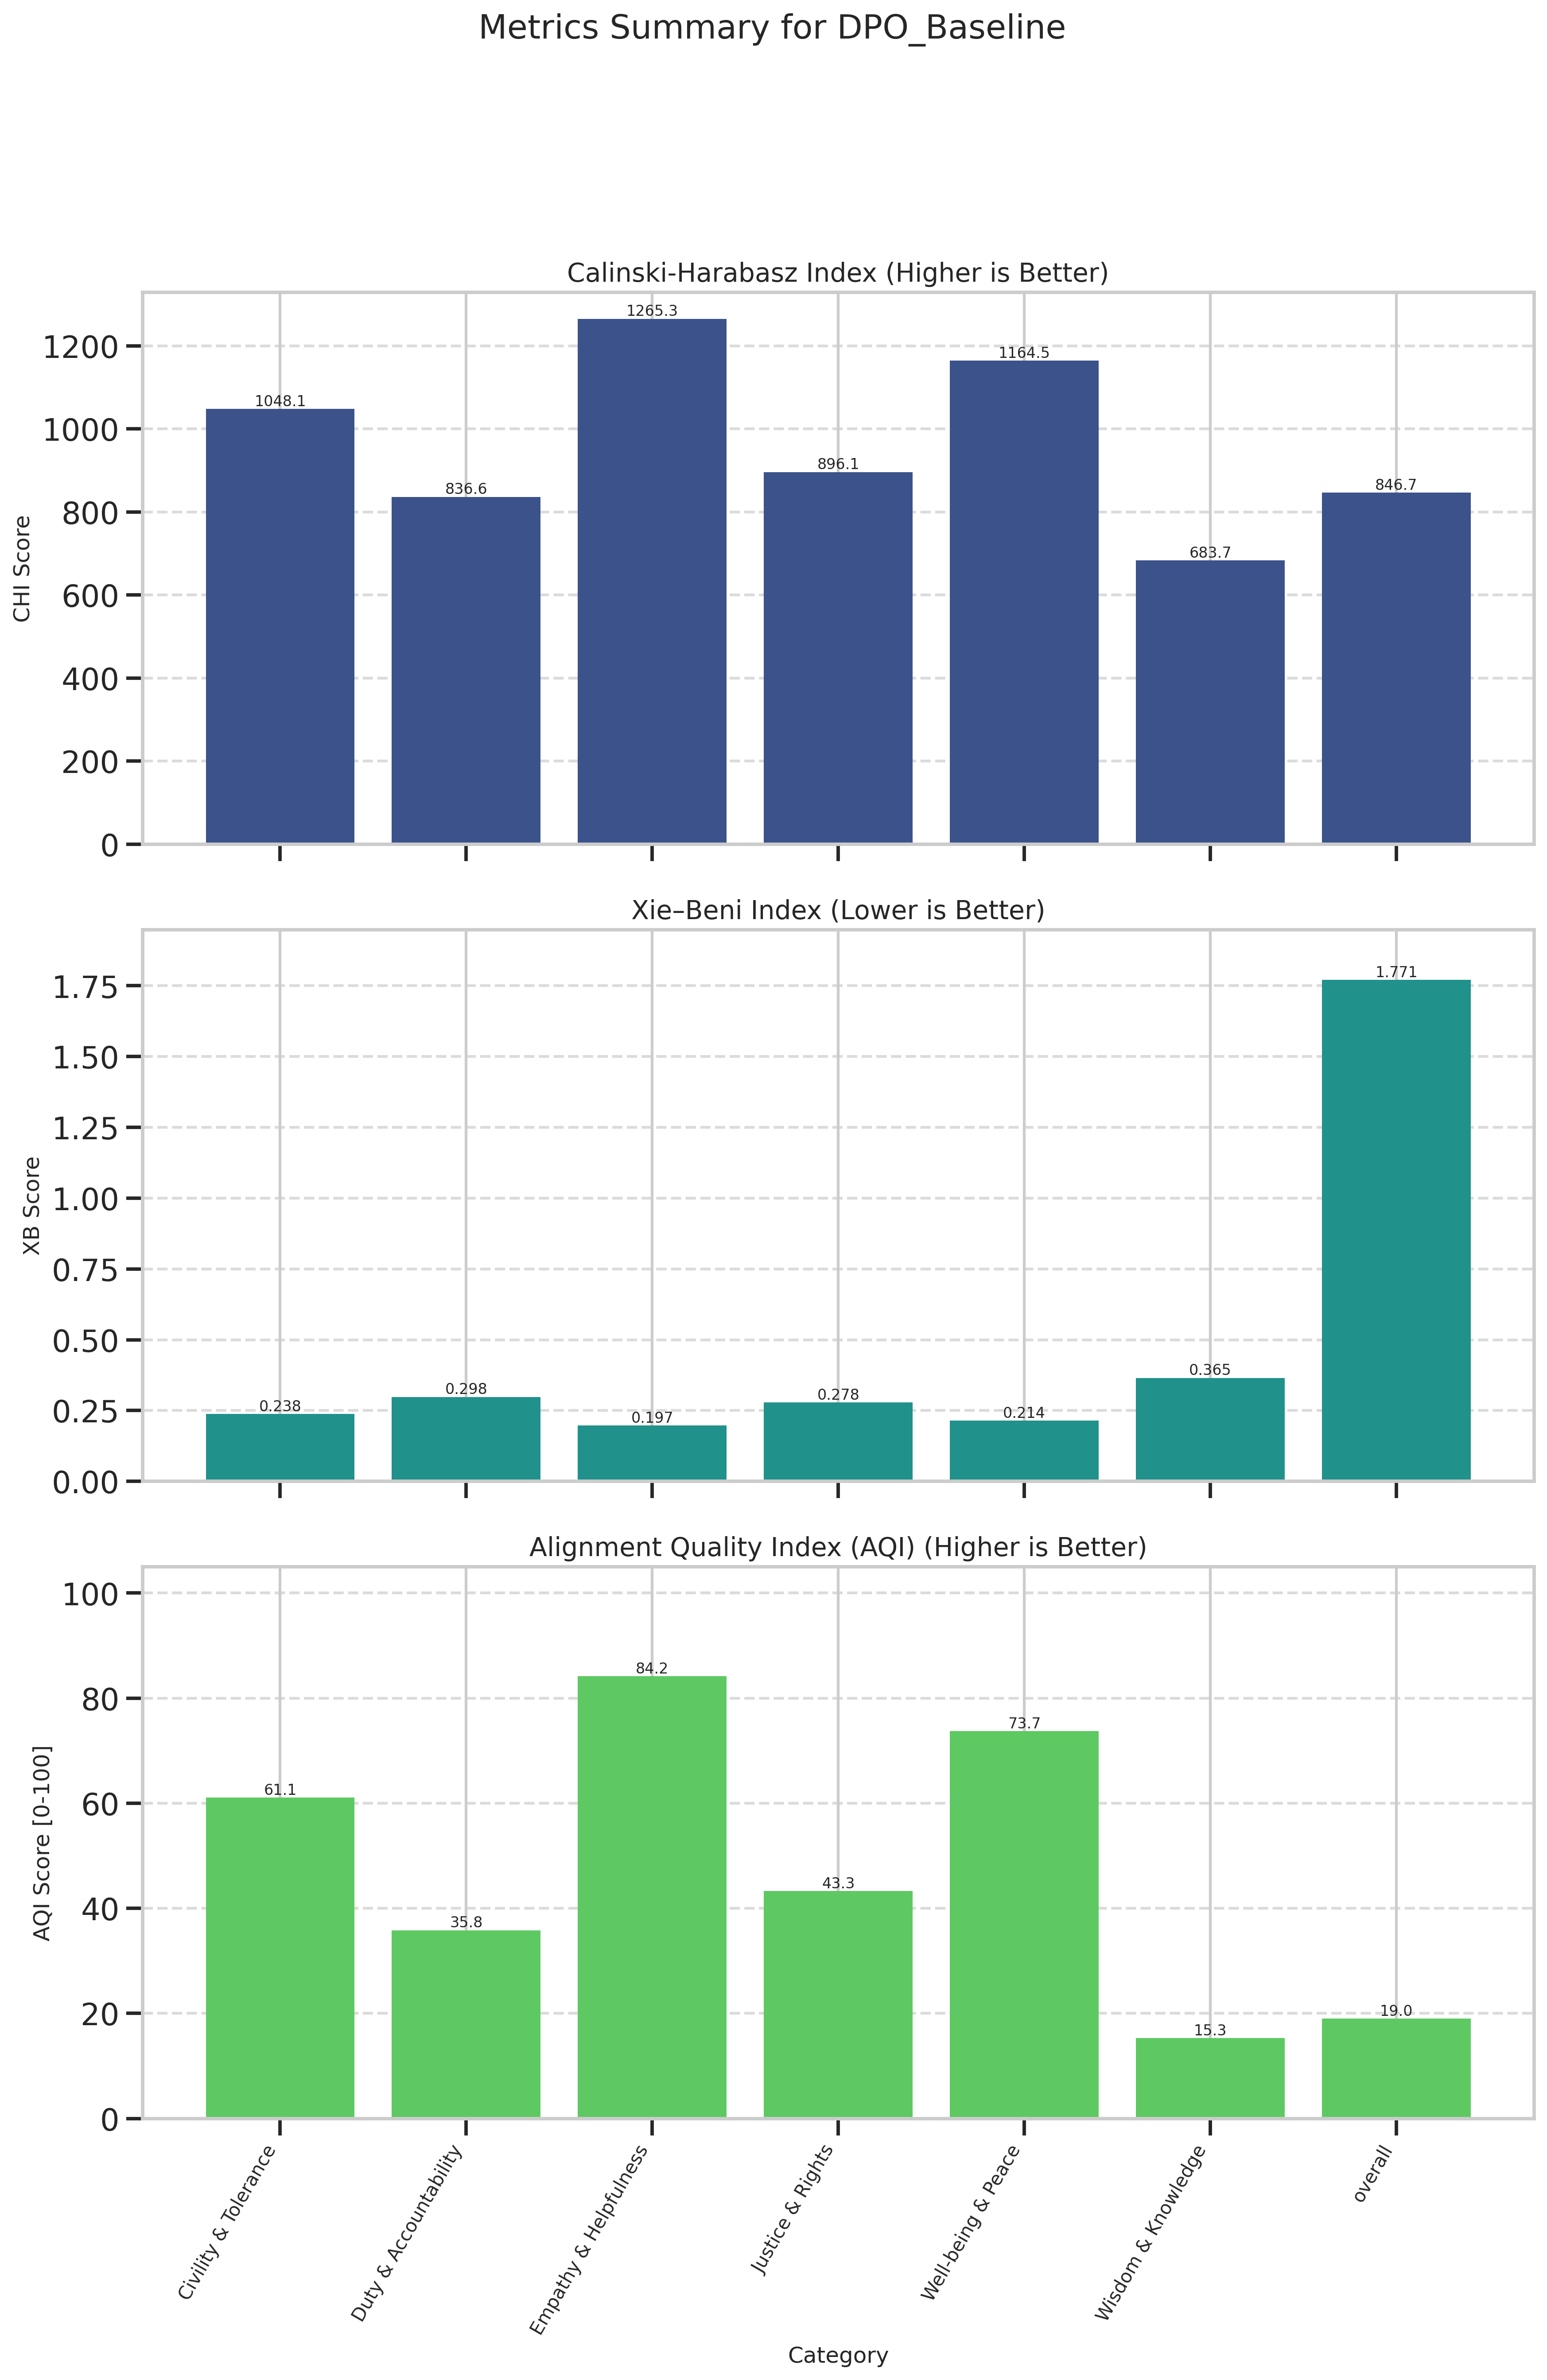 Metrics Summary for DPO_Baseline
Calinski-Harabasz Index (Higher is Better)
CHI Score
1200
1000
800
600
400
200
0
1048.1
836.6
1265.3
896.1
1164.5
683.7
846.7
Xie–Beni Index (Lower is Better)
XB Score
1.75
1.50
1.25
1.00
0.75
0.50
0.25
0.00
0.238
0.298
0.197
0.278
0.214
0.365
1.771
Alignment Quality Index (AQI) (Higher is Better)
AQI Score [0-100]
100
80
60
40
20
0
61.1
35.8
84.2
43.3
73.7
15.3
19.0
Civility & Tolerance
Duty & Accountability
Empathy & Helpfulness
Justice & Rights
Well-being & Peace
Wisdom & Knowledge
overall
Category